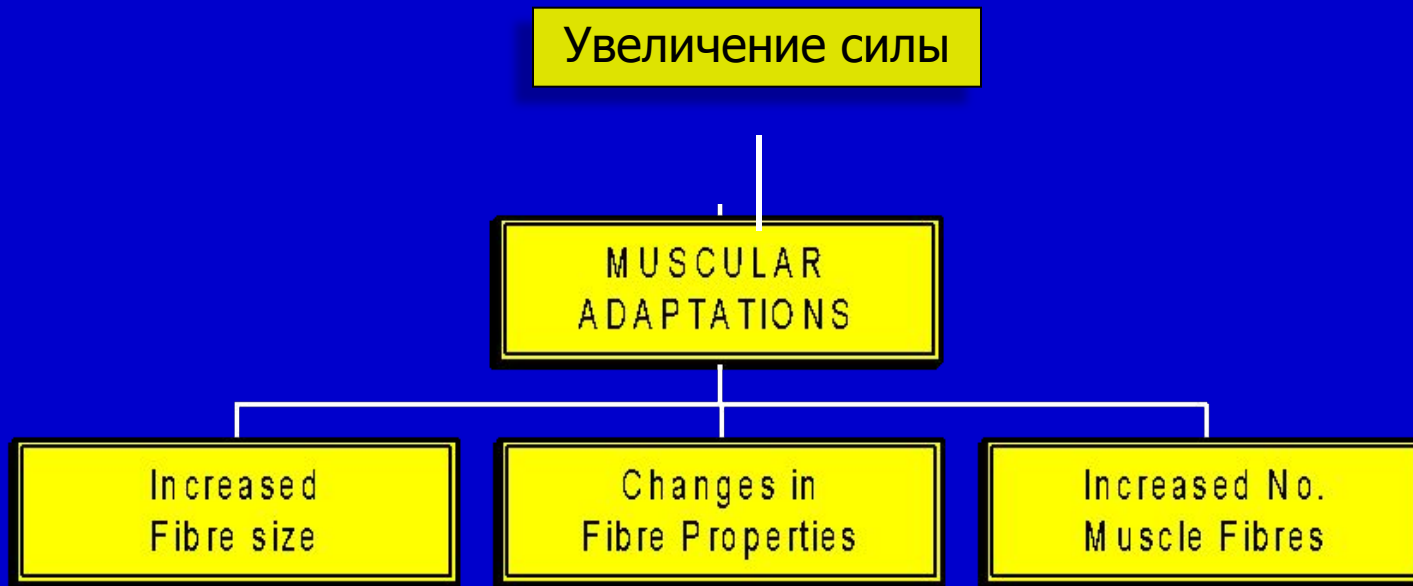 Увеличение силы
MUSCULAR
ADAPTATIONS
Increased
Fibre size
Changes in
Fibre Properties
Increased No.
Muscle Fibres